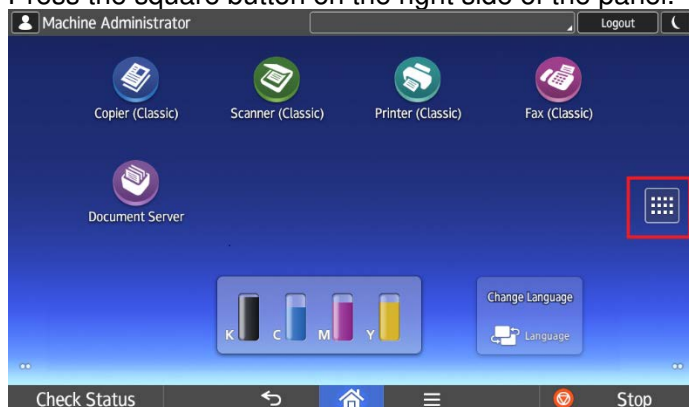 Press the square button on the right side of the panel.
Machine Administrator Logout
Copier (Classic) Scanner (Classic) Printer (Classic) Fax (Classic)
Document Server
Change Language
K C M Y
Language
Check Status Stop